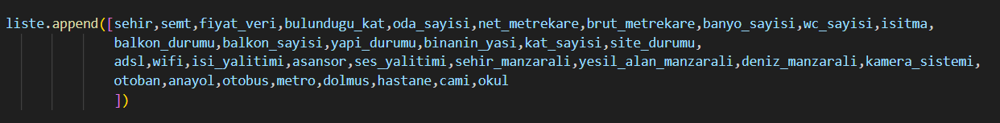 liste.append([sehir,semt,fiyat_veri,bulundugu_kat,oda_sayisi,net_metrekare,brut_metrekare,banyo_sayisi,wc_sayisi,isitma,
balkon_durumu,balkon_sayisi,yapi_durumu,binanin_yasi,kat_sayisi,site_durumu,
adsl,wifi,isi_yalitimi,asansor,ses_yalitimi,sehir_manzarali,yesil_alan_manzarali,deniz_manzarali,kamera_sistemi,
otoban,anayol,otobus,metro,dolmus,hastane,cami,okul
])